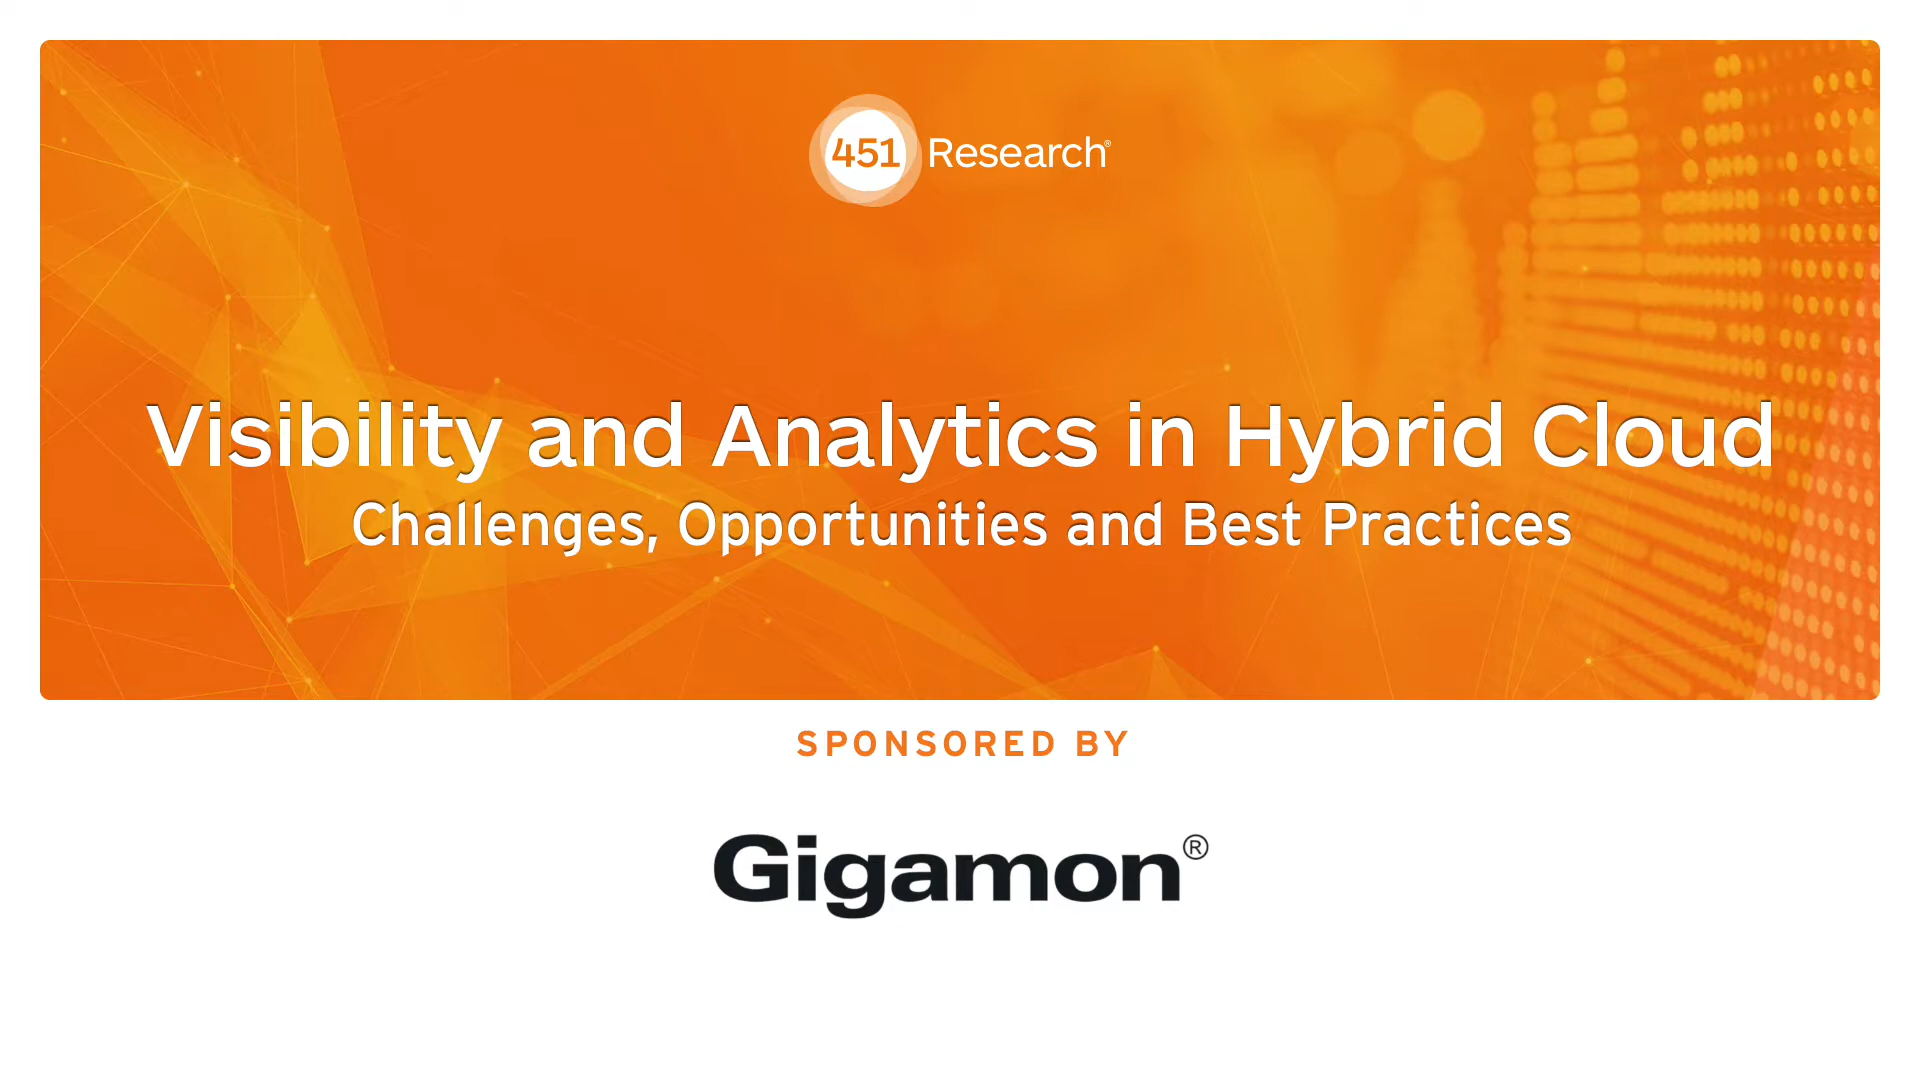 451 Research®
Visibility and Analytics in Hybrid Cloud
Challenges, Opportunities and Best Practices
SPONSORED BY
Gigamon®